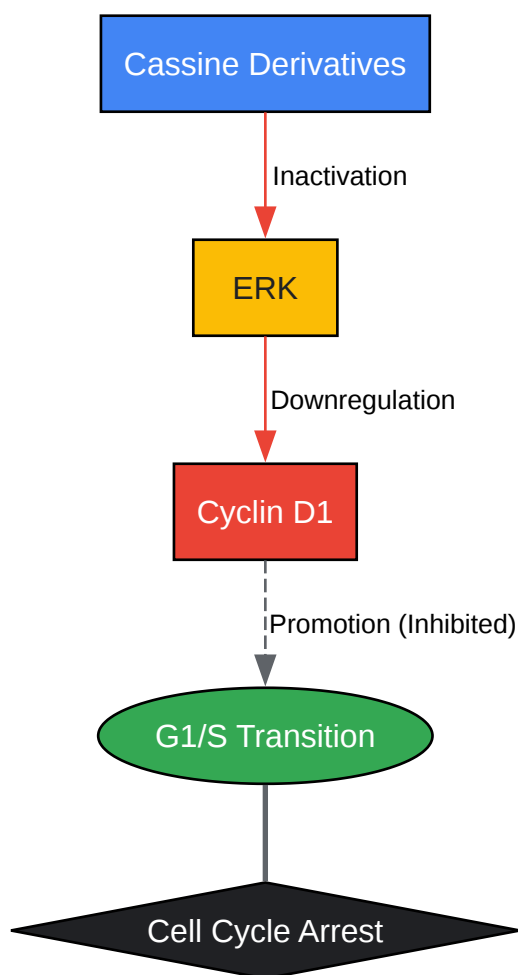 Cassine Derivatives
Inactivation
ERK
Downregulation
Cyclin D1
Promotion (Inhibited)
G1/S Transition
Cell Cycle Arrest